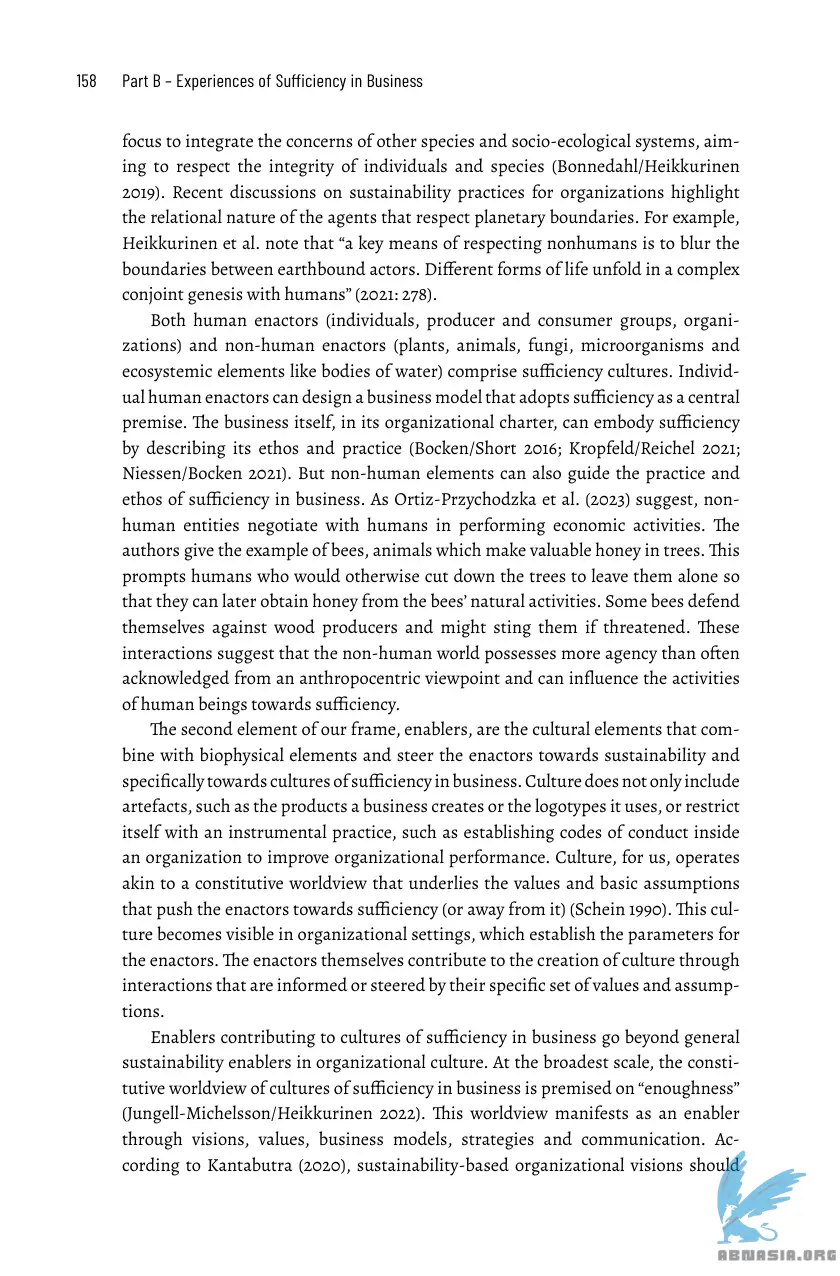 158 Part B – Experiences of Sufficiency in Business
focus to integrate the concerns of other species and socio-ecological systems, aim-
ing to respect the integrity of individuals and species (Bonnedahl/Heikkurinen
2019). Recent discussions on sustainability practices for organizations highlight
the relational nature of the agents that respect planetary boundaries. For example,
Heikkurinen et al. note that “a key means of respecting nonhumans is to blur the
boundaries between earthbound actors. Different forms of life unfold in a complex
conjoint genesis with humans” (2021: 278).
Both human enactors (individuals, producer and consumer groups, organi-
zations) and non-human enactors (plants, animals, fungi, microorganisms and
ecosystemic elements like bodies of water) comprise sufficiency cultures. Individ-
ual human enactors can design a business model that adopts sufficiency as a central
premise. The business itself, in its organizational charter, can embody sufficiency
by describing its ethos and practice (Bocken/Short 2016; Kropfeld/Reichel 2021;
Niessen/Bocken 2021). But non-human elements can also guide the practice and
ethos of sufficiency in business. As Ortiz-Przychodzka et al. (2023) suggest, non-
human entities negotiate with humans in performing economic activities. The
authors give the example of bees, animals which make valuable honey in trees. This
prompts humans who would otherwise cut down the trees to leave them alone so
that they can later obtain honey from the bees’ natural activities. Some bees defend
themselves against wood producers and might sting them if threatened. These
interactions suggest that the non-human world possesses more agency than often
acknowledged from an anthropocentric viewpoint and can influence the activities
of human beings towards sufficiency.
The second element of our frame, enablers, are the cultural elements that com-
bine with biophysical elements and steer the enactors towards sustainability and
specifically towards cultures of sufficiency in business. Culture does not only include
artefacts, such as the products a business creates or the logotypes it uses, or restrict
itself with an instrumental practice, such as establishing codes of conduct inside
an organization to improve organizational performance. Culture, for us, operates
akin to a constitutive worldview that underlies the values and basic assumptions
that push the enactors towards sufficiency (or away from it) (Schein 1990). This cul-
ture becomes visible in organizational settings, which establish the parameters for
the enactors. The enactors themselves contribute to the creation of culture through
interactions that are informed or steered by their specific set of values and assump-
tions.
Enablers contributing to cultures of sufficiency in business go beyond general
sustainability enablers in organizational culture. At the broadest scale, the consti-
tutive worldview of cultures of sufficiency in business is premised on “enoughness”
(Jungell-Michelsson/Heikkurinen 2022). This worldview manifests as an enabler
through visions, values, business models, strategies and communication. Ac-
cording to Kantabutra (2020), sustainability-based organizational visions should
ABNASIA.ORG